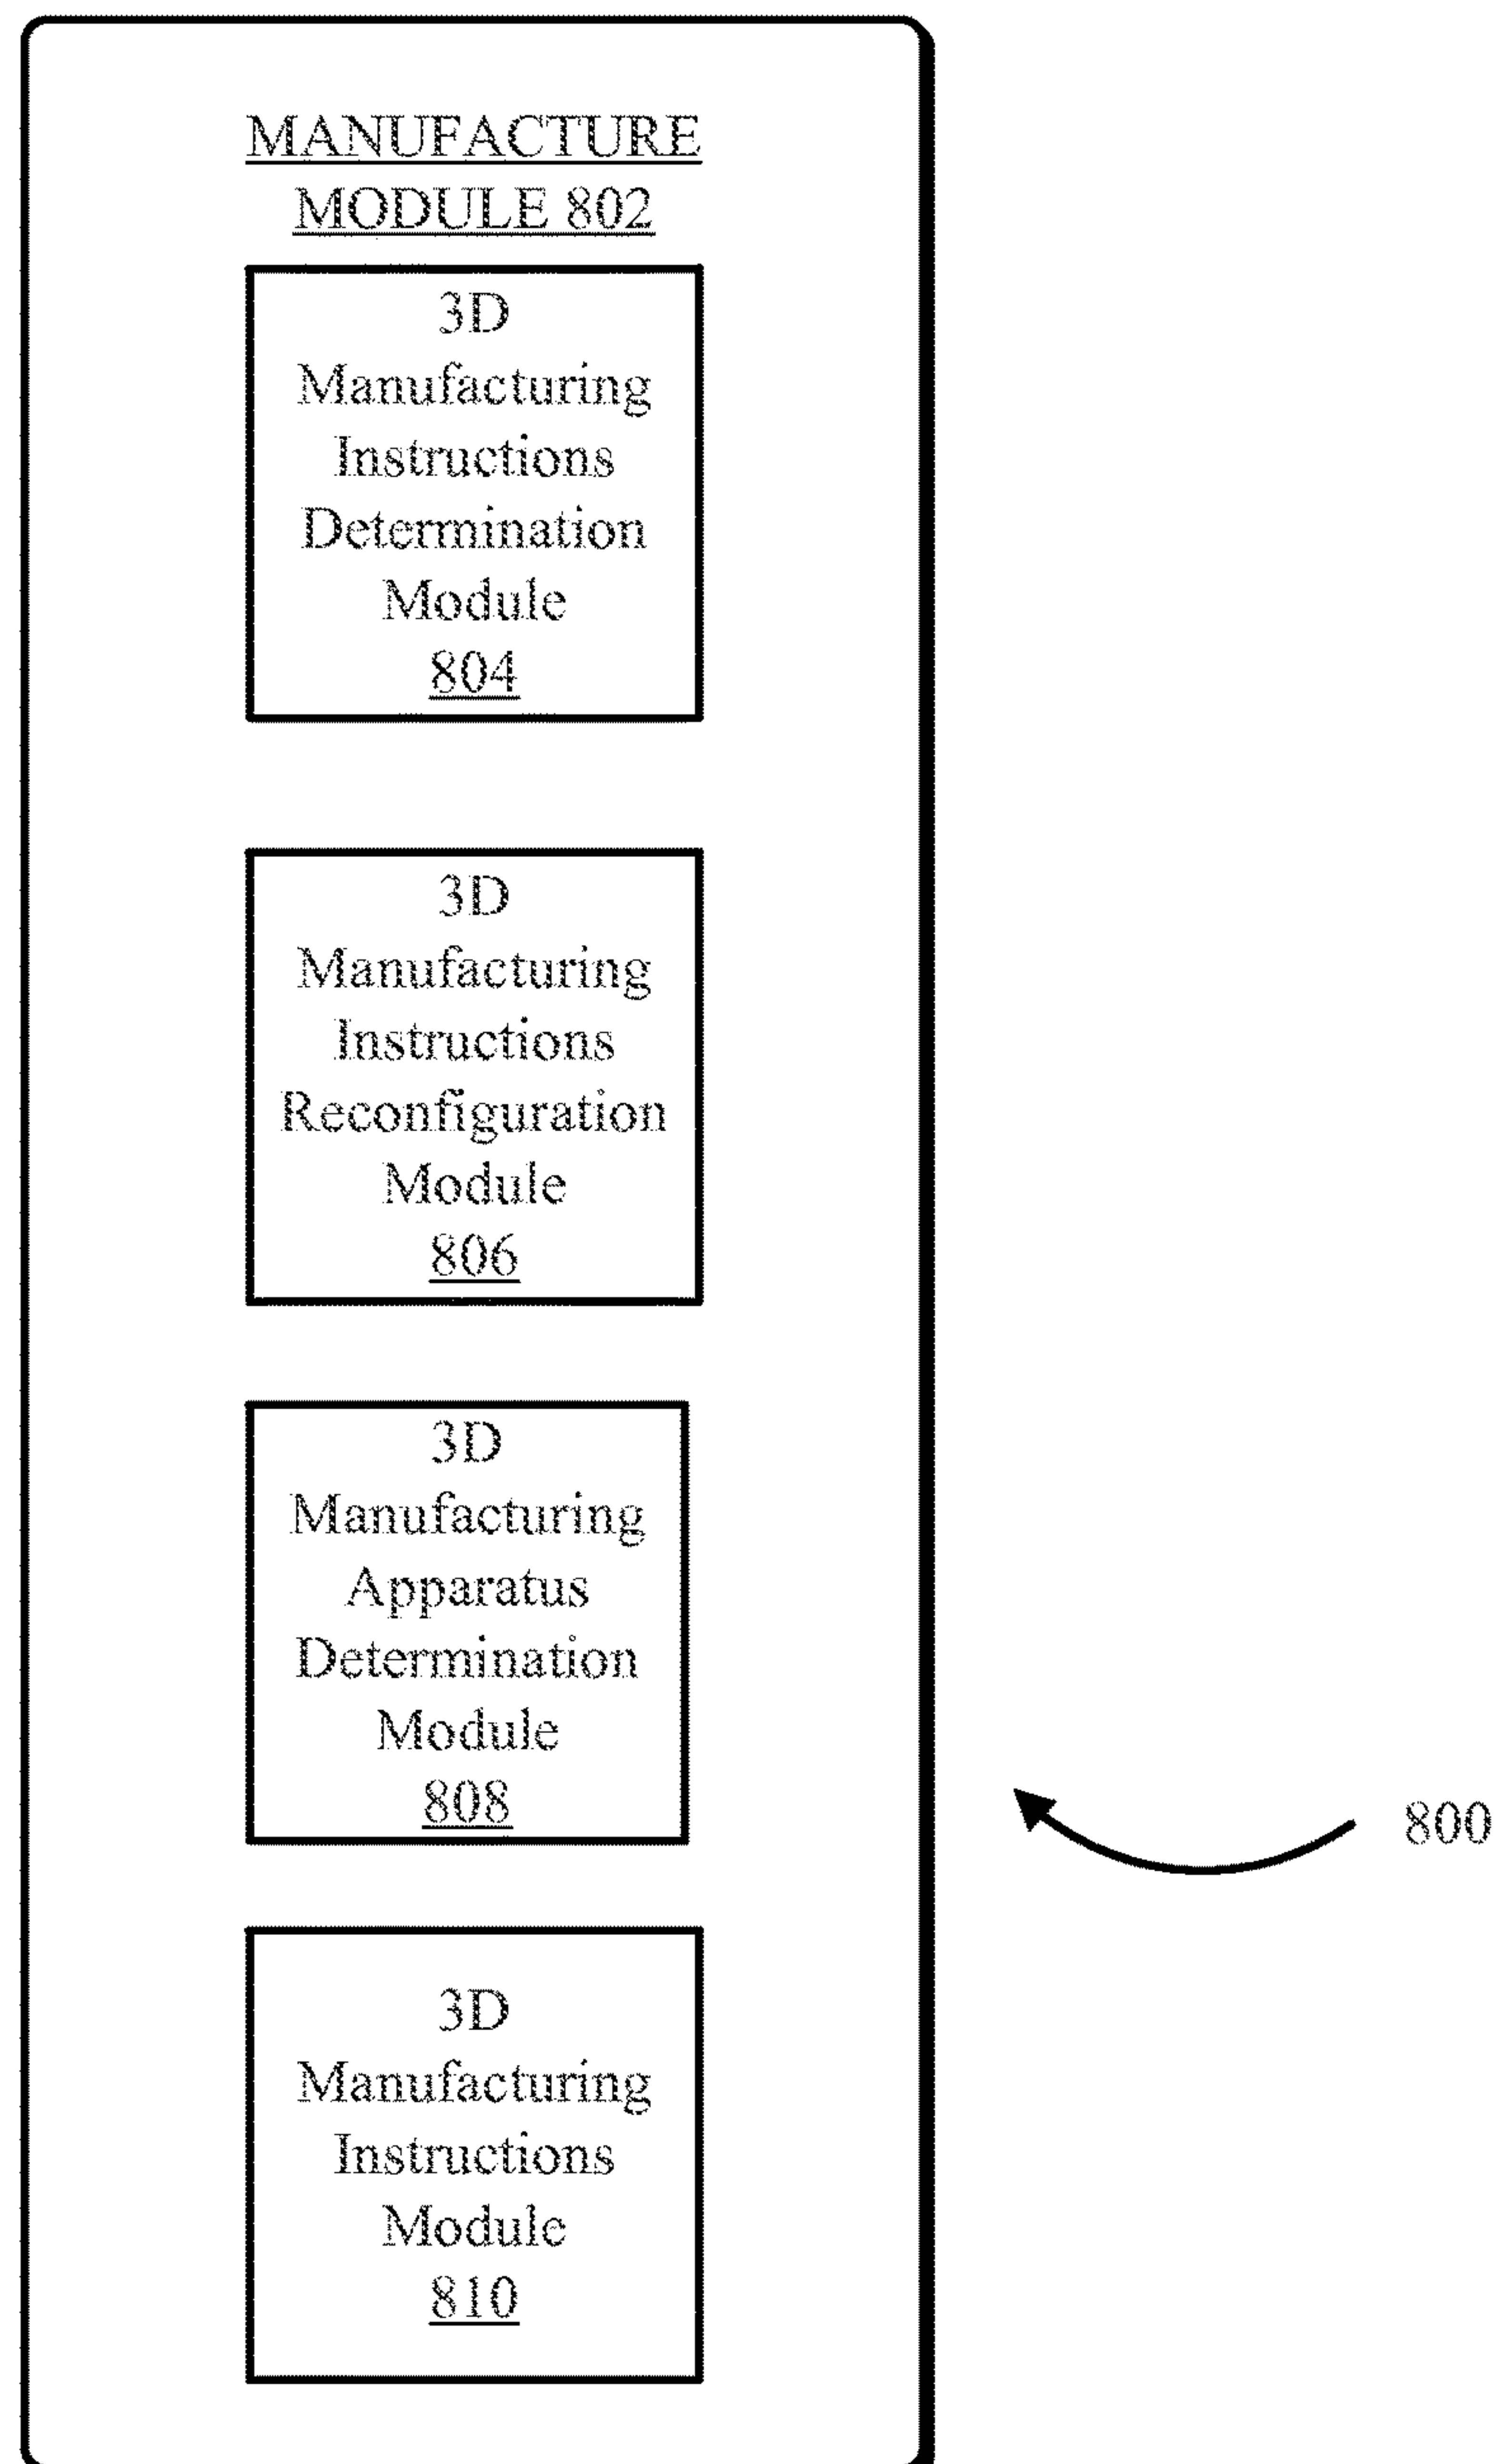 MANUFACTURE
MODULE 802
3D
Manufacturing
Instructions
Determination
Module
804
3D
Manufacturing
Instructions
Reconfiguration
Module
806
3D
Manufacturing
Apparatus
Determination
Module
808
800
3D
Manufacturing
Instructions
Module
810